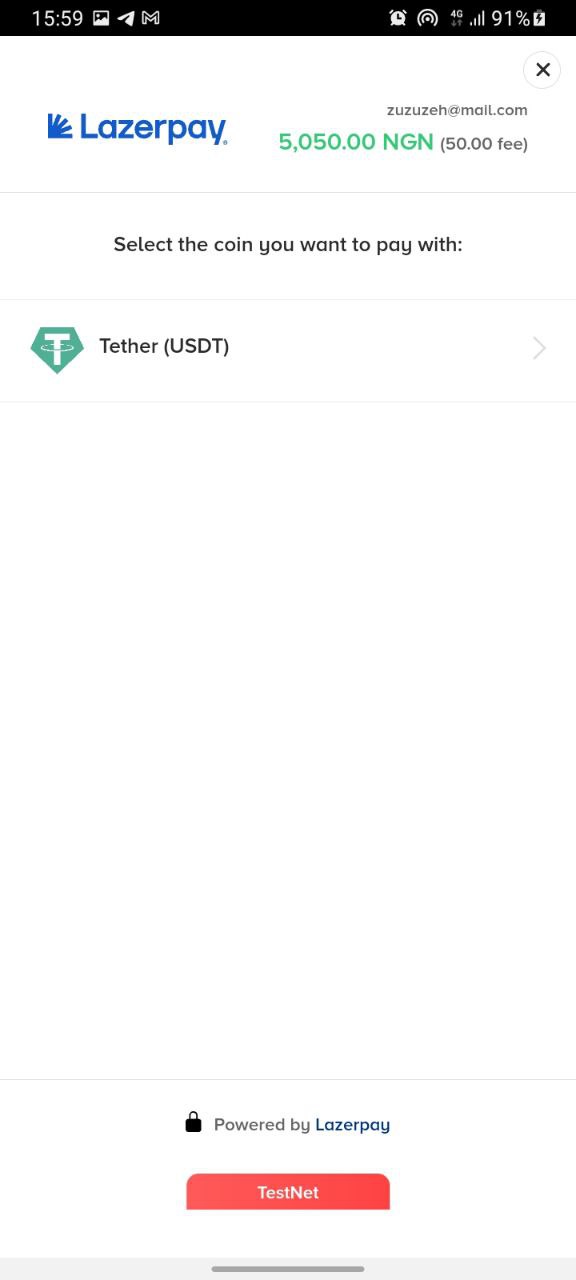 15:59
4G 91%
zuzuzeh@mail.com
Lazerpay
5,050.00 NGN (50.00 fee)
Select the coin you want to pay with:
Tether (USDT)
Powered by Lazerpay
TestNet